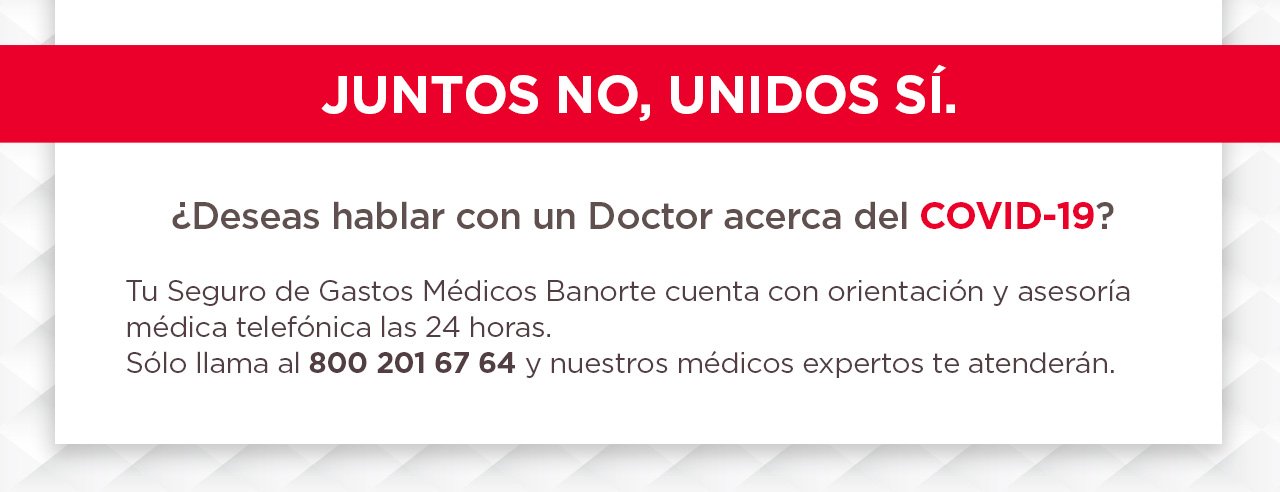 JUNTOS NO, UNIDOS SÍ.
¿Deseas hablar con un Doctor acerca del COVID-19?
Tu Seguro de Gastos Médicos Banorte cuenta con orientación y asesoría
médica telefónica las 24 horas.
Sólo llama al 800 201 67 64 y nuestros médicos expertos te atenderán.